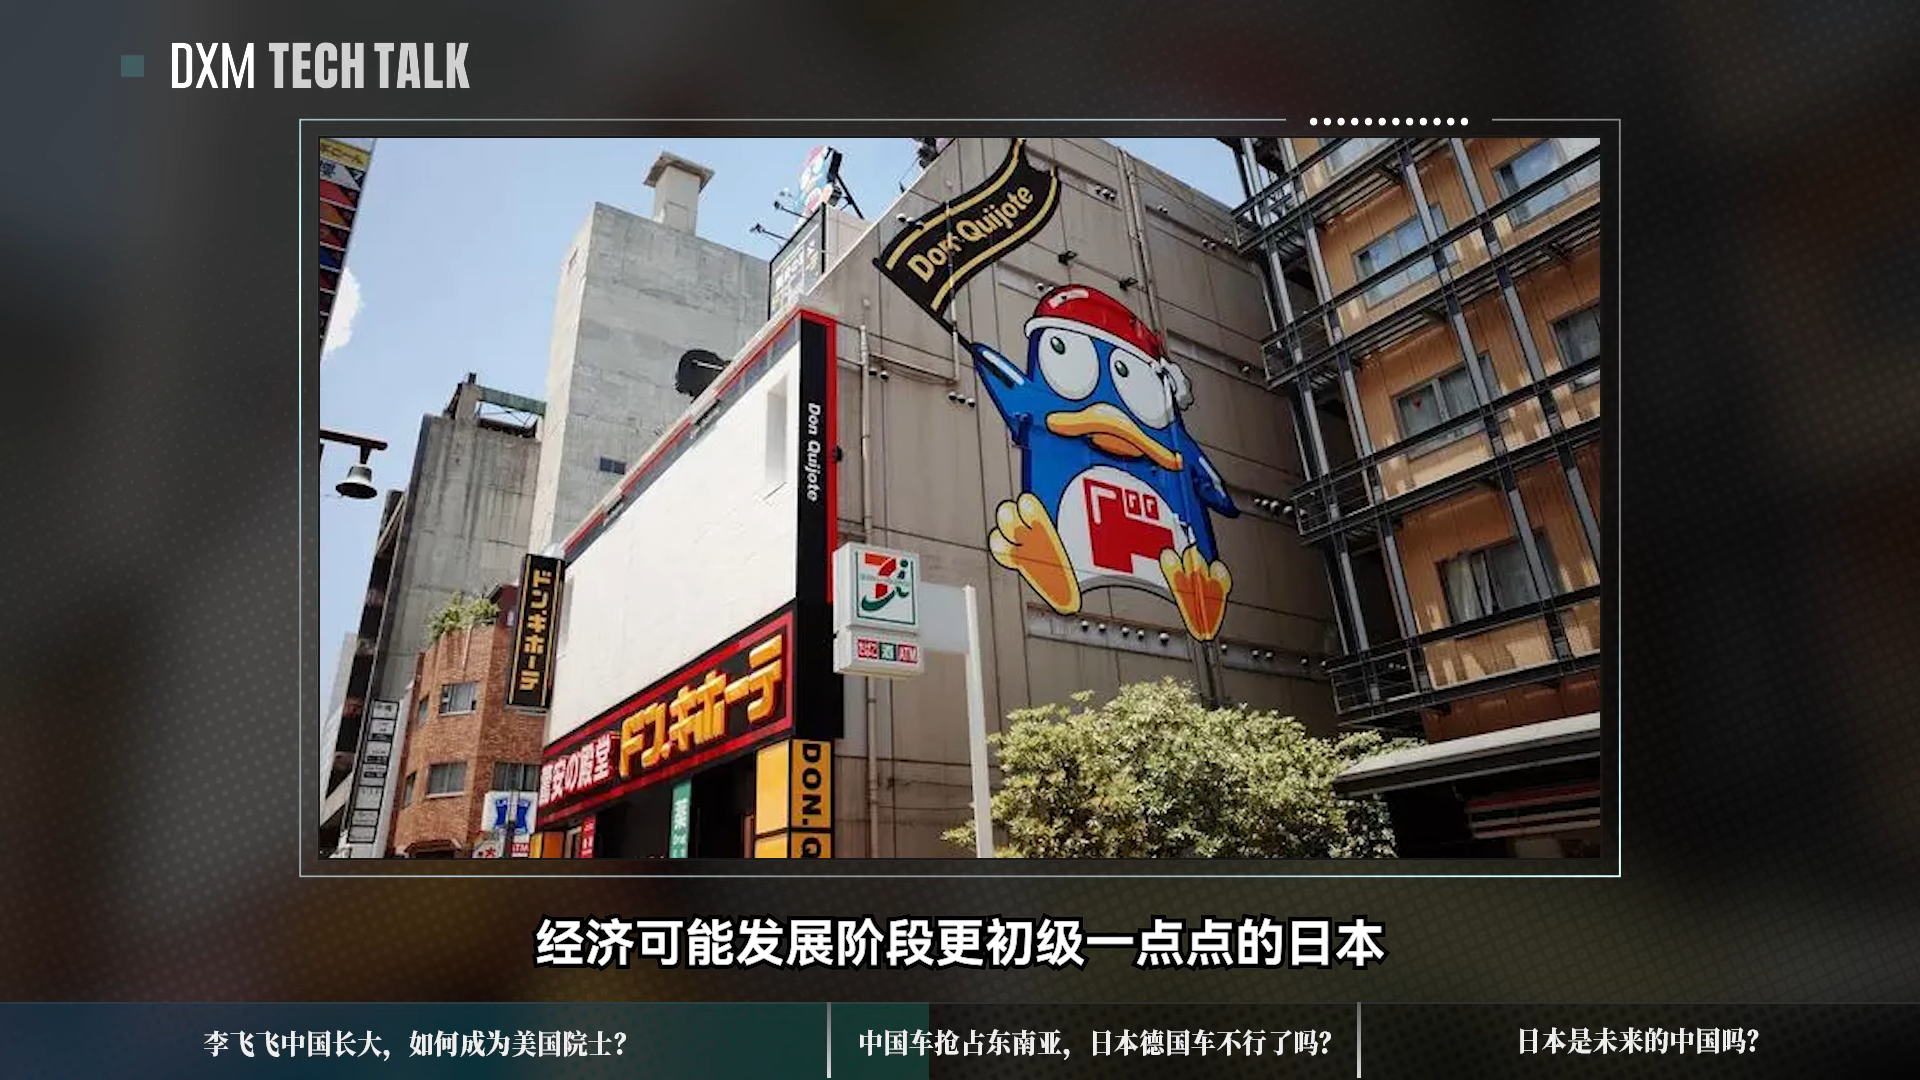 DXM TECH TALK
Don Quijote
Don Quijote
ドン.キホーテ
ATM
驚安の殿堂
ドン.キホーテ
DON. Q
经济可能发展阶段更初级一点点的日本
李飞飞中国长大，如何成为美国院士？
中国车抢占东南亚，日本德国车不行了吗？
日本是未来的中国吗？